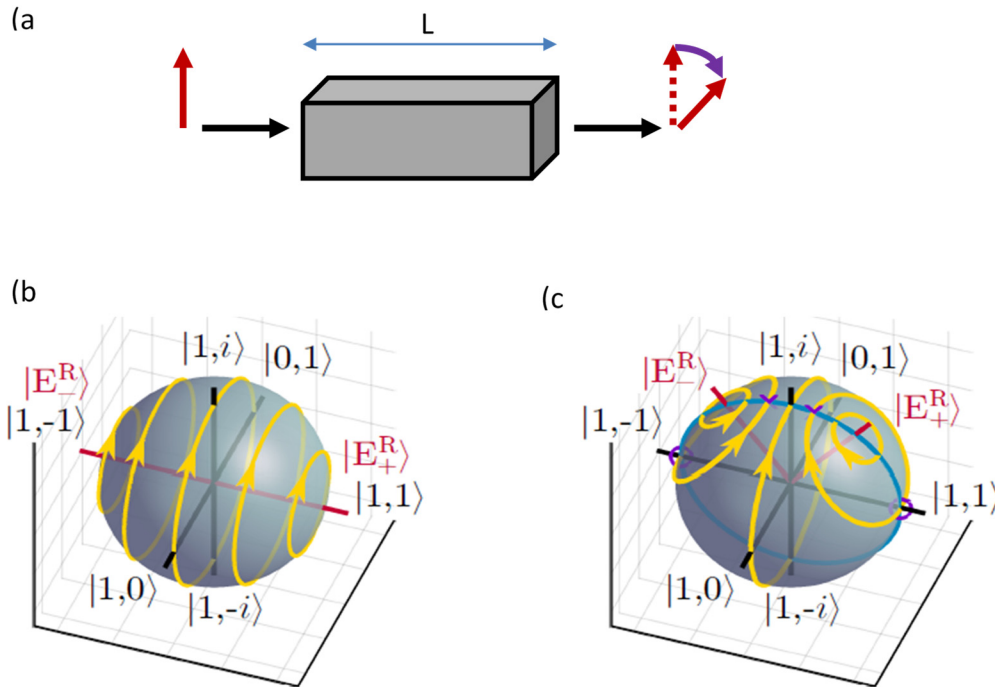 (a
L
(b
(c
|1,i⟩
|0,1⟩
|E₋ᴿ⟩
|1,-1⟩
|E₊ᴿ⟩
|1,1⟩
|1,0⟩
|1,-i⟩
|1,i⟩
|0,1⟩
|E₋ᴿ⟩
|E₊ᴿ⟩
|1,-1⟩
|1,1⟩
|1,0⟩
|1,-i⟩